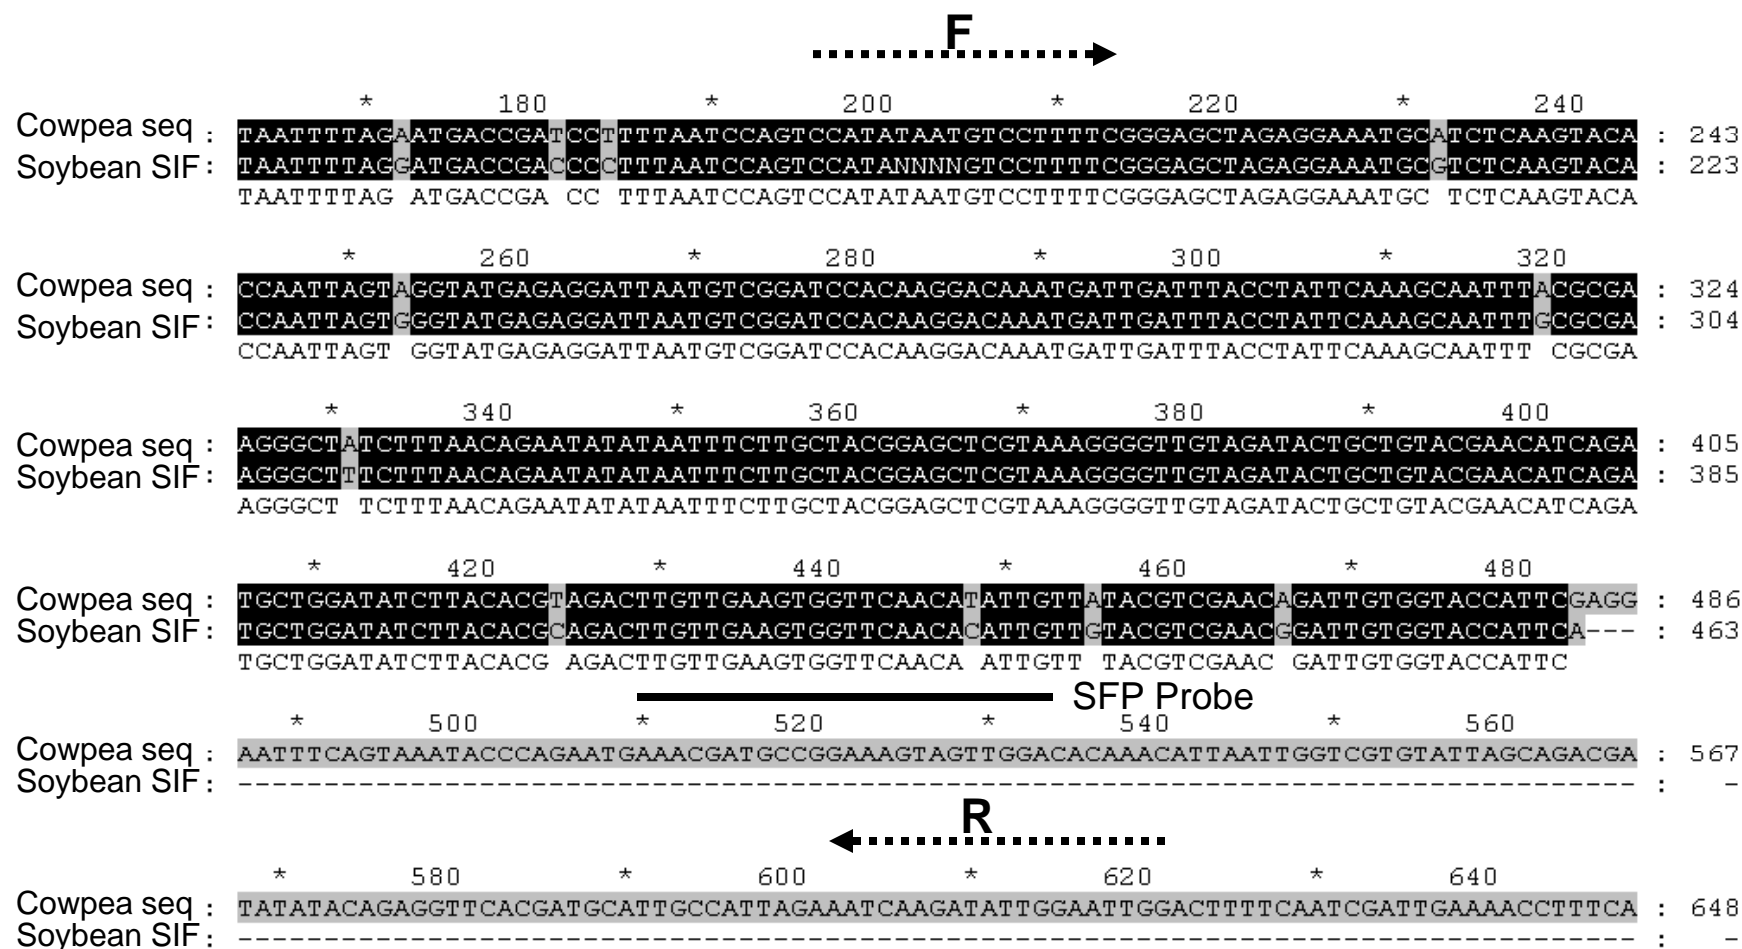 F
* 180 * 200 * 220 * 240
Cowpea seq : TAATTTTAGAATGACCGATCCTTTTAATCCAGTCCATATAATGTCCTTTTCGGGAGCTAGAGGAAATGCATCTCAAGTACA : 243
Soybean SIF : TAATTTTAGGATGACCGACCCCTTTAATCCAGTCCATANNNNGTCCTTTTCGGGAGCTAGAGGAAATGCGTCTCAAGTACA : 223
TAATTTTAG ATGACCGA CC TTTAATCCAGTCCATATAATGTCCTTTTCGGGAGCTAGAGGAAATGC TCTCAAGTACA
* 260 * 280 * 300 * 320
Cowpea seq : CCAATTAGTAGGTATGAGAGGATTAATGTCGGATCCACAAGGACAAATGATTGATTTACCTATTCAAAGCAATTTACGCGA : 324
Soybean SIF : CCAATTAGTGGGTATGAGAGGATTAATGTCGGATCCACAAGGACAAATGATTGATTTACCTATTCAAAGCAATTTGCGCGA : 304
CCAATTAGT GGTATGAGAGGATTAATGTCGGATCCACAAGGACAAATGATTGATTTACCTATTCAAAGCAATTT CGCGA
* 340 * 360 * 380 * 400
Cowpea seq : AGGGCTATCTTTAACAGAATATATAATTTCTTGCTACGGAGCTCGTAAAGGGGTTGTAGATACTGCTGTACGAACATCAGA : 405
Soybean SIF : AGGGCTTTCTTTAACAGAATATATAATTTCTTGCTACGGAGCTCGTAAAGGGGTTGTAGATACTGCTGTACGAACATCAGA : 385
AGGGCT TCTTTAACAGAATATATAATTTCTTGCTACGGAGCTCGTAAAGGGGTTGTAGATACTGCTGTACGAACATCAGA
* 420 * 440 * 460 * 480
Cowpea seq : TGCTGGATATCTTACACGTAGACTTGTTGAAGTGGTTCAACATATTGTTATACGTCGAACAGATTGTGGTACCATTCGAGG : 486
Soybean SIF : TGCTGGATATCTTACACGCAGACTTGTTGAAGTGGTTCAACACATTGTTGTACGTCGAACGGATTGTGGTACCATTCA--- : 463
TGCTGGATATCTTACACG AGACTTGTTGAAGTGGTTCAACA ATTGTT TACGTCGAAC GATTGTGGTACCATTC
SFP Probe
* 500 * 520 * 540 * 560
Cowpea seq : AATTTCAGTAAATACCCAGAATGAAACGATGCCGGAAAGTAGTTGGACACAAACATTAATTGGTCGTGTATTAGCAGACGA : 567
Soybean SIF : --------------------------------------------------------------------------------- : -
R
* 580 * 600 * 620 * 640
Cowpea seq : TATATACAGAGGTTCACGATGCATTGCCATTAGAAATCAAGATATTGGAATTGGACTTTTCAATCGATTGAAAACCTTTCA : 648
Soybean SIF : --------------------------------------------------------------------------------- : -